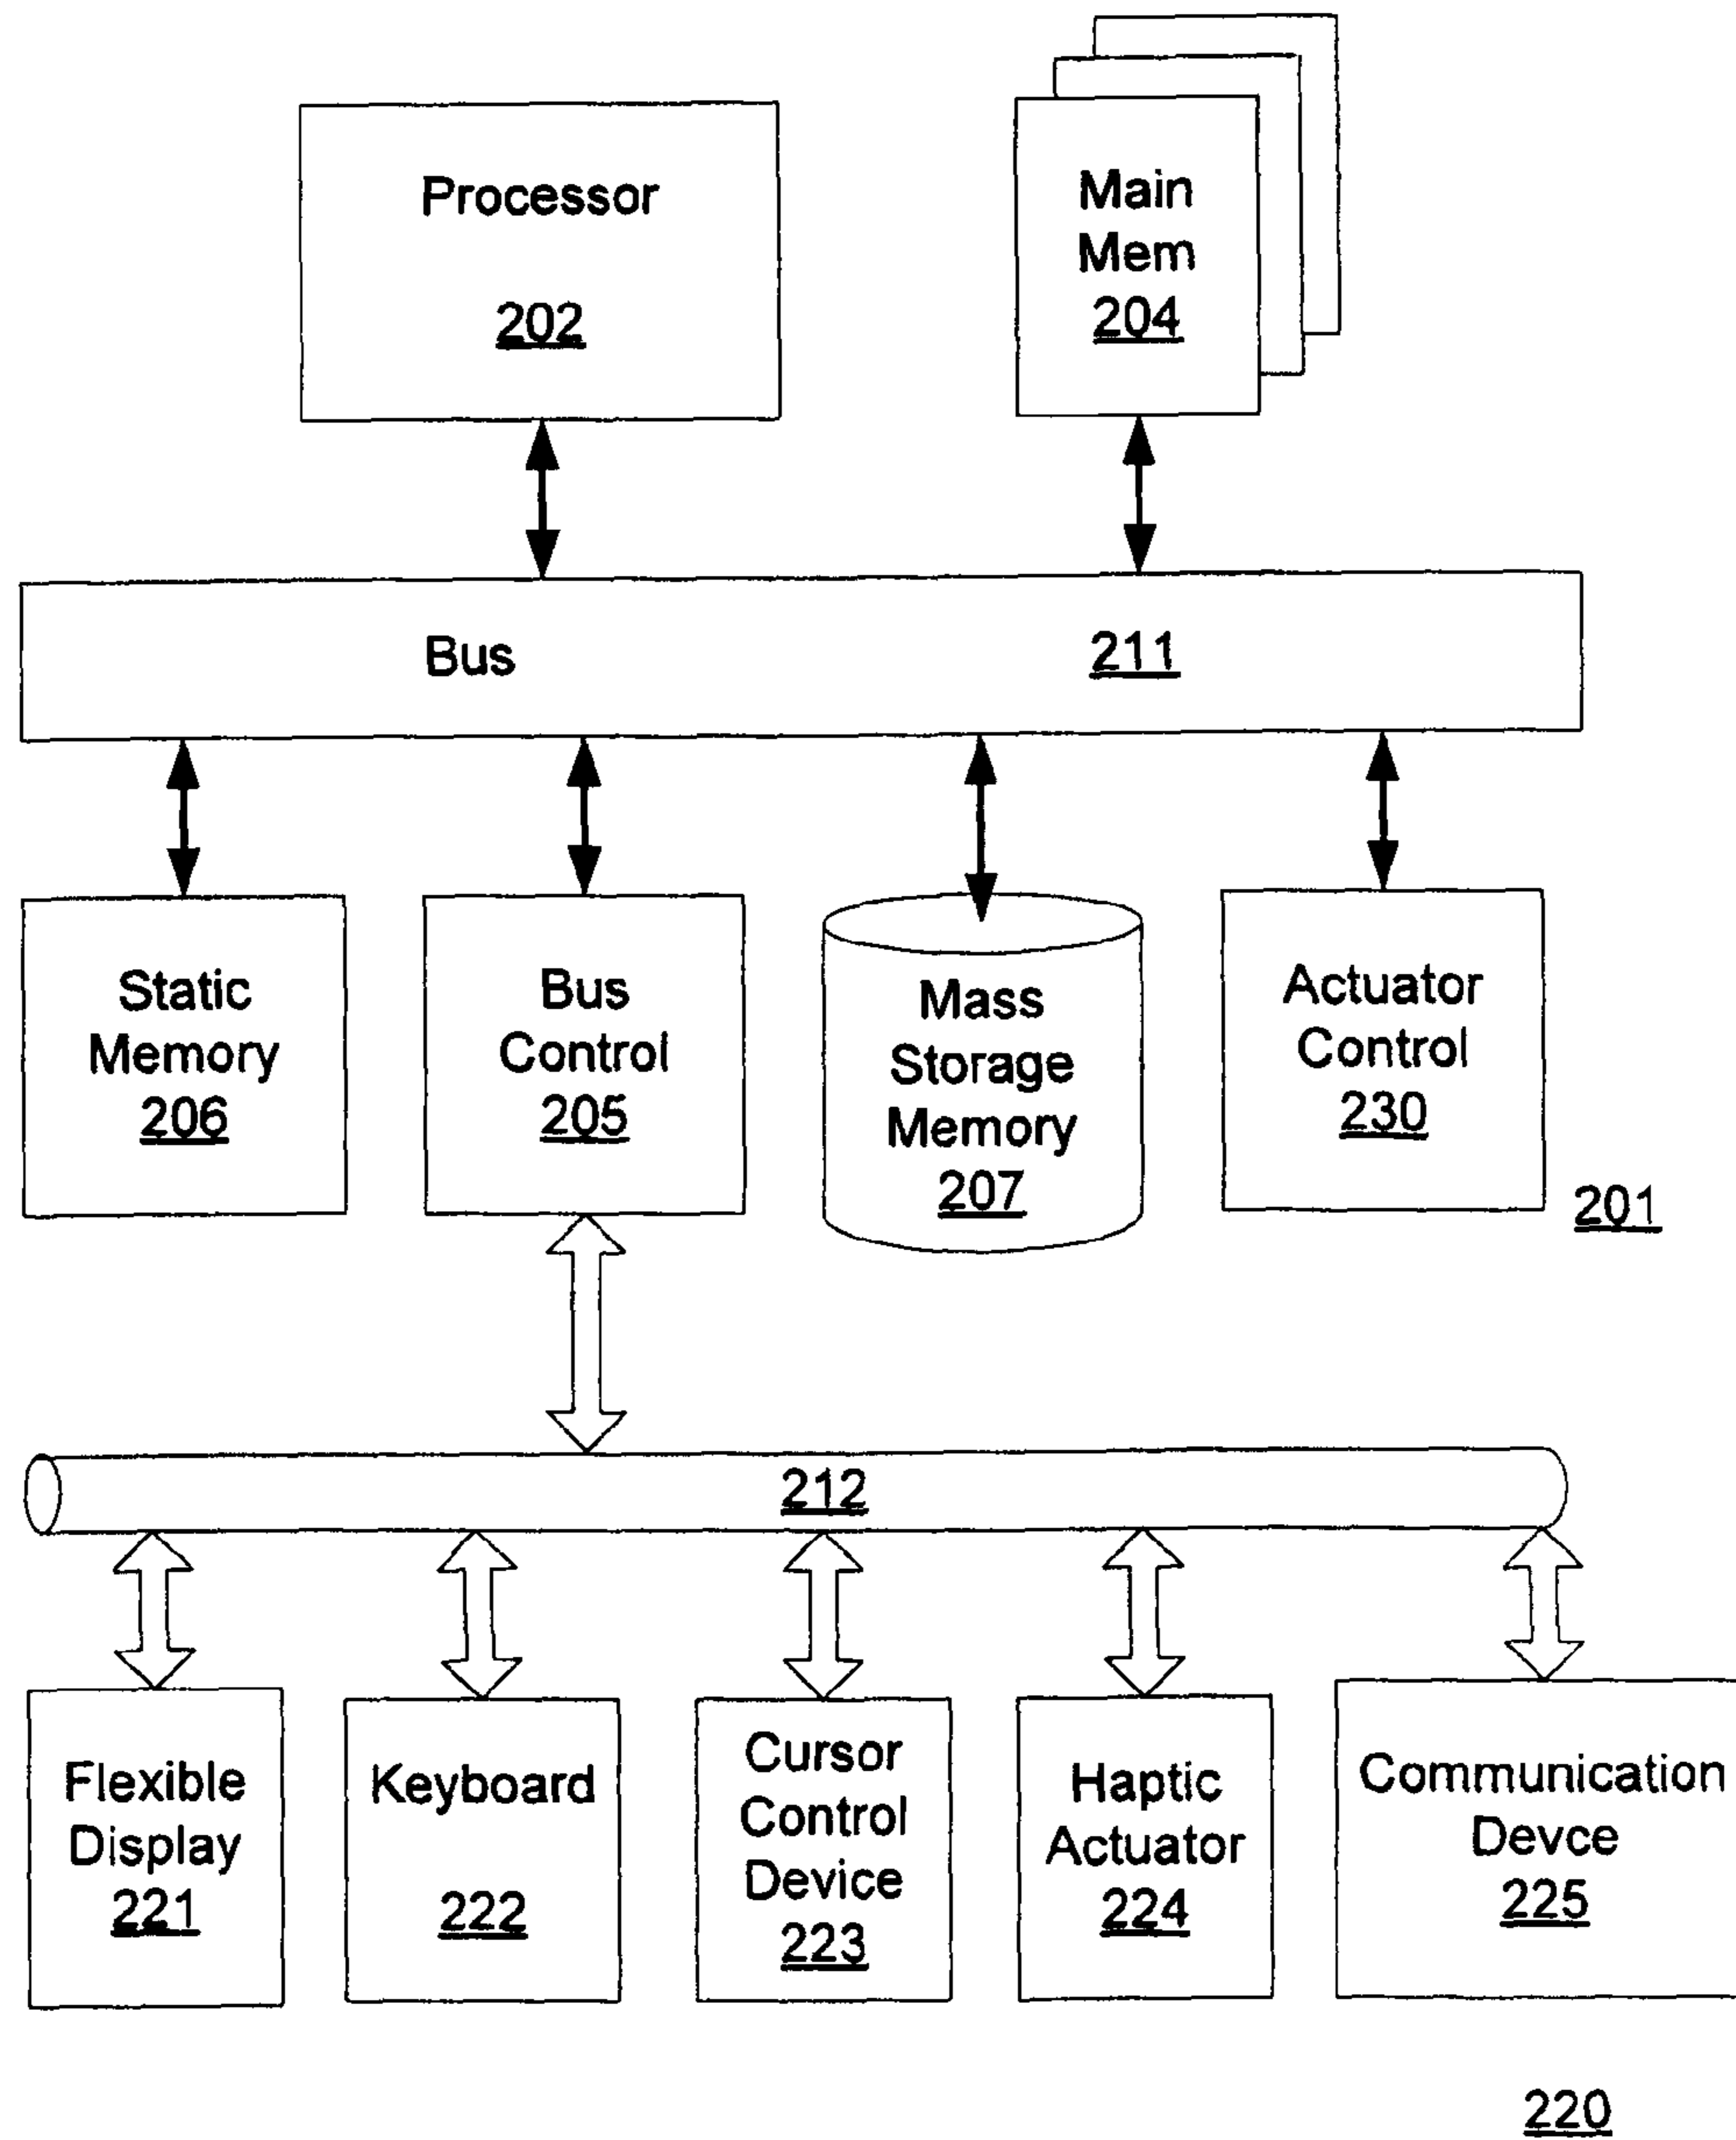 Processor
202
Main
Mem
204
Bus
211
Static
Memory
206
Bus
Control
205
Mass
Storage
Memory
207
Actuator
Control
230
201
212
Flexible
Display
221
Keyboard
222
Cursor
Control
Device
223
Haptic
Actuator
224
Communication
Devce
225
220